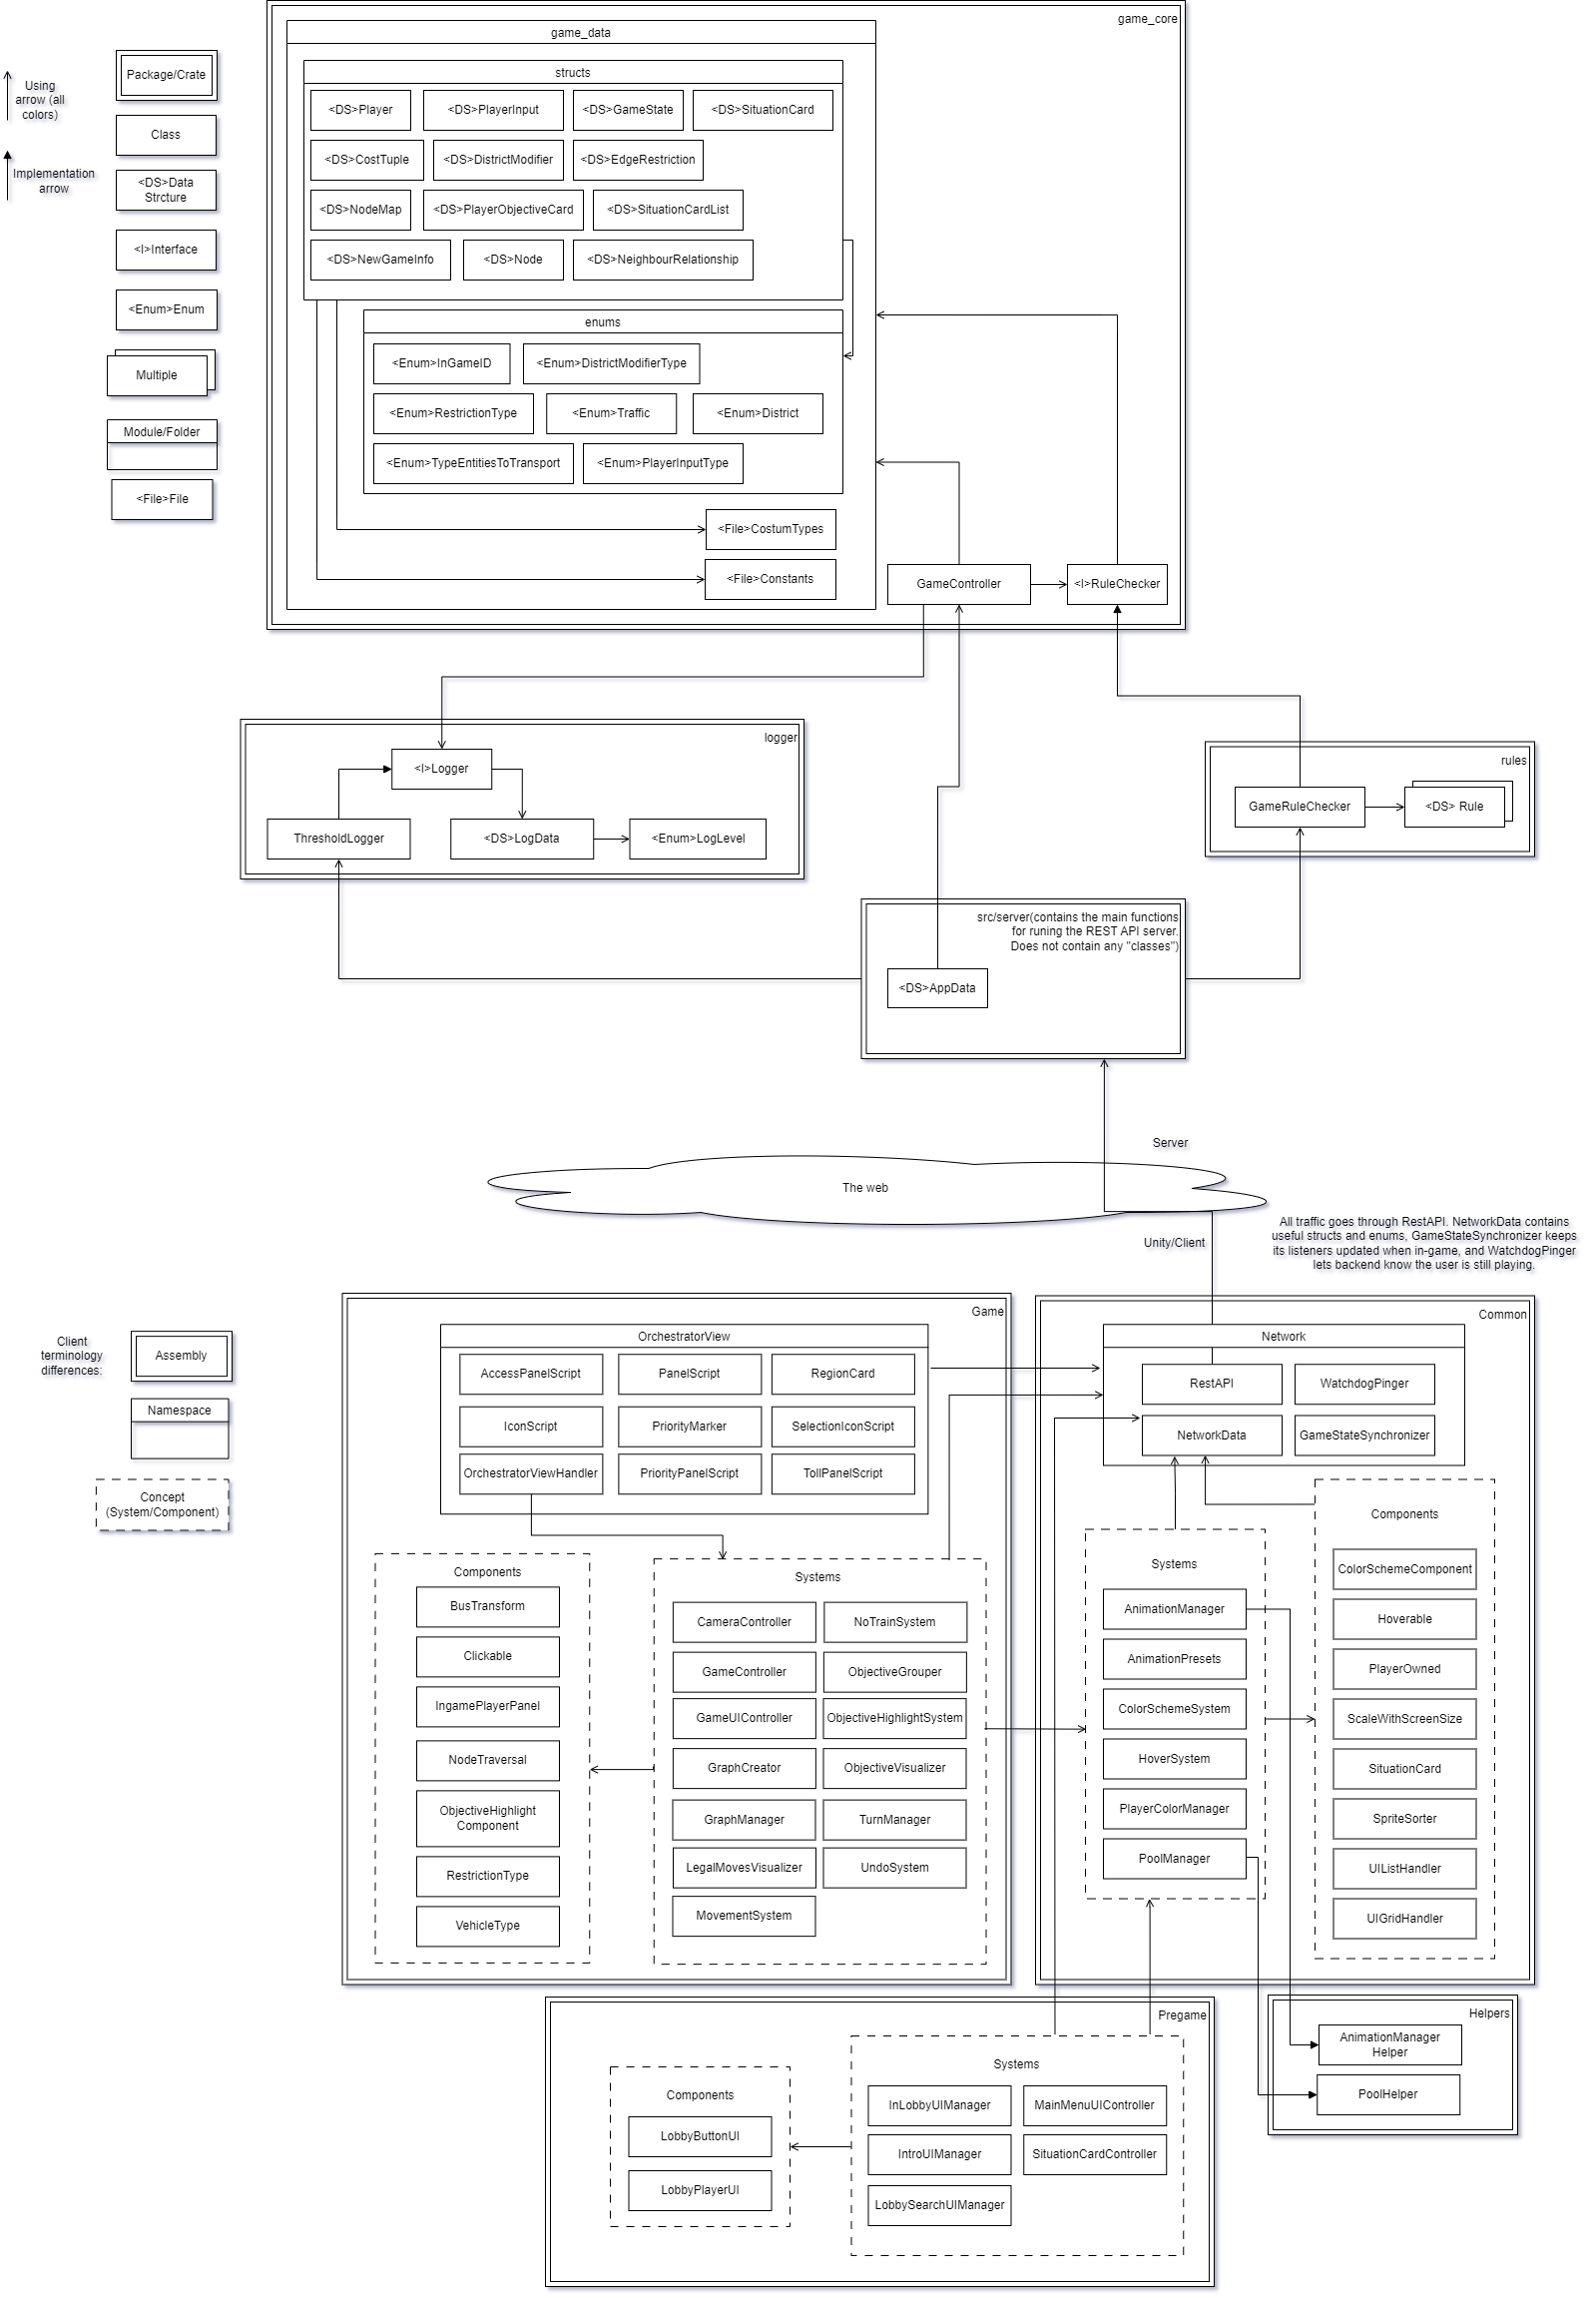 game_core
game_data
structs
<DS>Player
<DS>PlayerInput
<DS>GameState
<DS>SituationCard
<DS>CostTuple
<DS>DistrictModifier
<DS>EdgeRestriction
<DS>NodeMap
<DS>PlayerObjectiveCard
<DS>SituationCardList
<DS>NewGameInfo
<DS>Node
<DS>NeighbourRelationship
enums
<Enum>InGameID
<Enum>DistrictModifierType
<Enum>RestrictionType
<Enum>Traffic
<Enum>District
<Enum>TypeEntitiesToTransport
<Enum>PlayerInputType
<File>CostumTypes
<File>Constants
GameController
<I>RuleChecker
Using
arrow (all
colors)
Implementation
arrow
Package/Crate
Class
<DS>Data
Strcture
<I>Interface
<Enum>Enum
Multiple
Module/Folder
<File>File
logger
<I>Logger
ThresholdLogger
<DS>LogData
<Enum>LogLevel
rules
GameRuleChecker
<DS> Rule
src/server(contains the main functions
for runing the REST API server.
Does not contain any "classes")
<DS>AppData
Server
The web
Unity/Client
All traffic goes through RestAPI. NetworkData contains
useful structs and enums, GameStateSynchronizer keeps
its listeners updated when in-game, and WatchdogPinger
lets backend know the user is still playing.
Client
terminology
differences:
Assembly
Namespace
Concept
(System/Component)
Game
OrchestratorView
AccessPanelScript
PanelScript
RegionCard
IconScript
PriorityMarker
SelectionIconScript
OrchestratorViewHandler
PriorityPanelScript
TollPanelScript
Components
BusTransform
Clickable
IngamePlayerPanel
NodeTraversal
ObjectiveHighlight
Component
RestrictionType
VehicleType
Systems
CameraController
NoTrainSystem
GameController
ObjectiveGrouper
GameUIController
ObjectiveHighlightSystem
GraphCreator
ObjectiveVisualizer
GraphManager
TurnManager
LegalMovesVisualizer
UndoSystem
MovementSystem
Common
Network
RestAPI
WatchdogPinger
NetworkData
GameStateSynchronizer
Systems
AnimationManager
AnimationPresets
ColorSchemeSystem
HoverSystem
PlayerColorManager
PoolManager
Components
ColorSchemeComponent
Hoverable
PlayerOwned
ScaleWithScreenSize
SituationCard
SpriteSorter
UIListHandler
UIGridHandler
Pregame
Components
LobbyButtonUI
LobbyPlayerUI
Systems
InLobbyUIManager
MainMenuUIController
IntroUIManager
SituationCardController
LobbySearchUIManager
Helpers
AnimationManager
Helper
PoolHelper